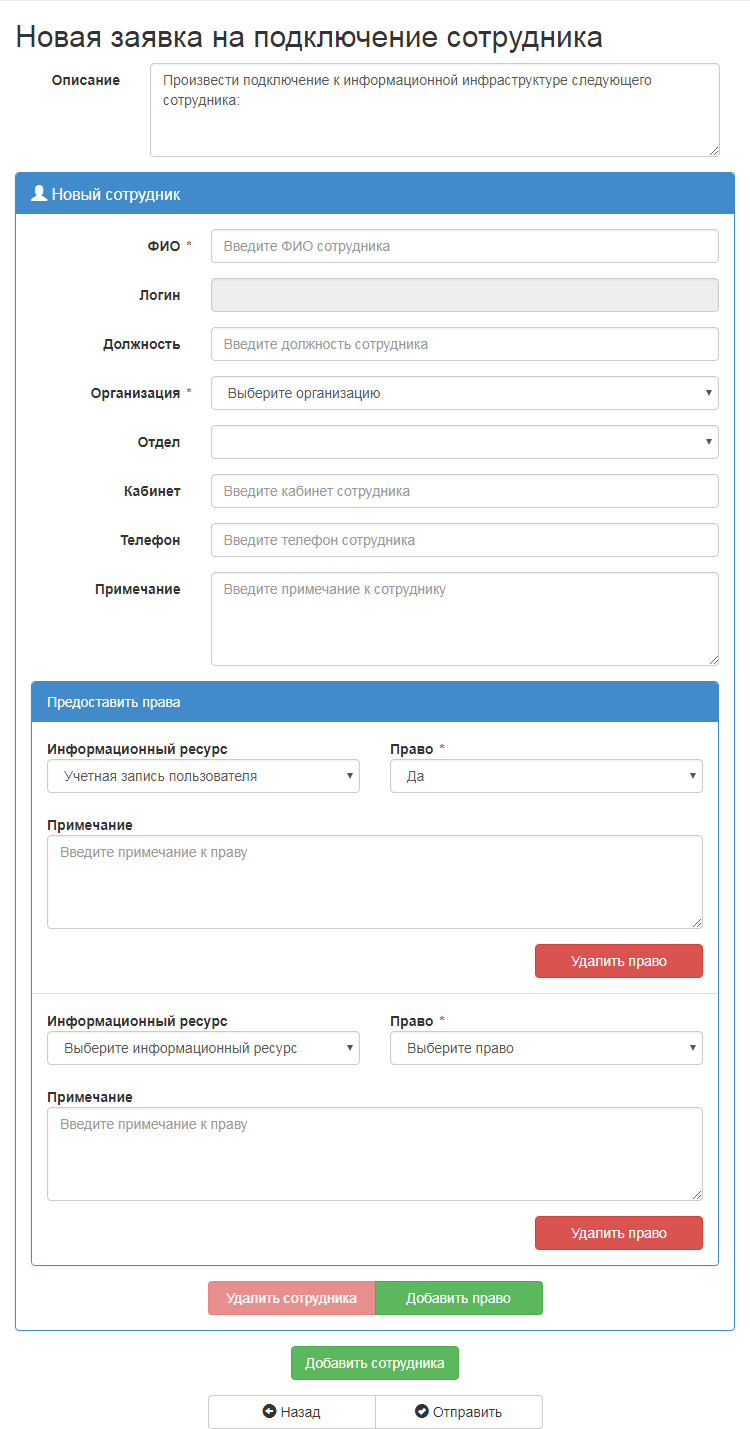 Новая заявка на подключение сотрудника
Описание
Произвести подключение к информационной инфраструктуре следующего
сотрудника:
Новый сотрудник
ФИО * Введите ФИО сотрудника
Логин
Должность Введите должность сотрудника
Организация * Выберите организацию
Отдел
Кабинет Введите кабинет сотрудника
Телефон Введите телефон сотрудника
Примечание Введите примечание к сотруднику
Предоставить права
Информационный ресурс Право *
Учетная запись пользователя Да
Примечание
Введите примечание к праву
Удалить право
Информационный ресурс Право *
Выберите информационный ресурс Выберите право
Примечание
Введите примечание к праву
Удалить право
Удалить сотрудника Добавить право
Добавить сотрудника
Назад Отправить